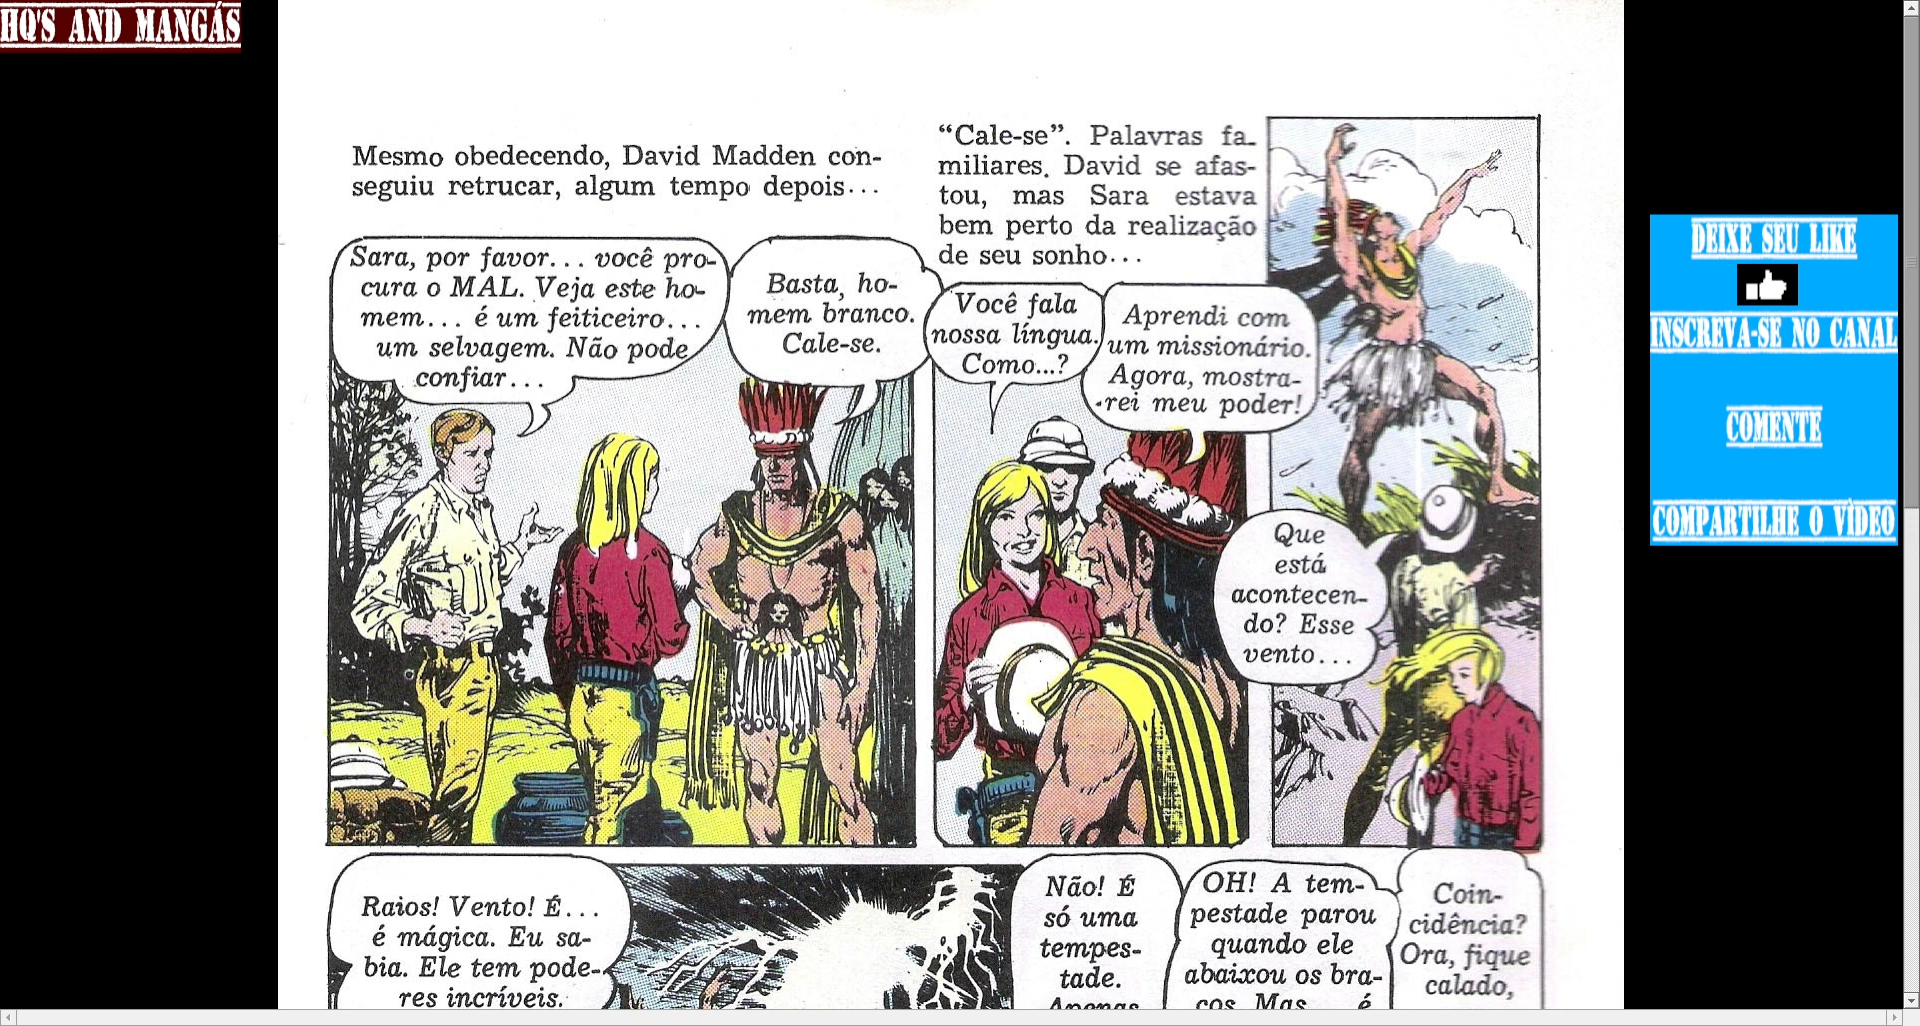 HQ'S AND MANGÁS
Mesmo obedecendo, David Madden con-
seguiu retrucar, algum tempo depois...
Sara, por favor... você pro-
cura o MAL. Veja este ho-
mem... é um feiticeiro...
um selvagem. Não pode
confiar...
Basta, ho-
mem branco.
Cale-se.
“Cale-se”. Palavras fa-
miliares. David se afas-
tou, mas Sara estava
bem perto da realização
de seu sonho...
Você fala
nossa língua.
Como...?
Aprendi com
um missionário.
Agora, mostra-
rei meu poder!
Que
está
acontecen-
do? Esse
vento...
Raios! Vento! É...
é mágica. Eu sa-
bia. Ele tem pode-
res incríveis.
Não! É
só uma
tempes-
tade.
Apenas
OH! A tem-
pestade parou
quando ele
abaixou os bra-
ços. Mas... é
Coin-
cidência?
Ora, fique
calado,
DEIXE SEU LIKE
INSCREVA-SE NO CANAL
COMENTE
COMPARTILHE O VÍDEO